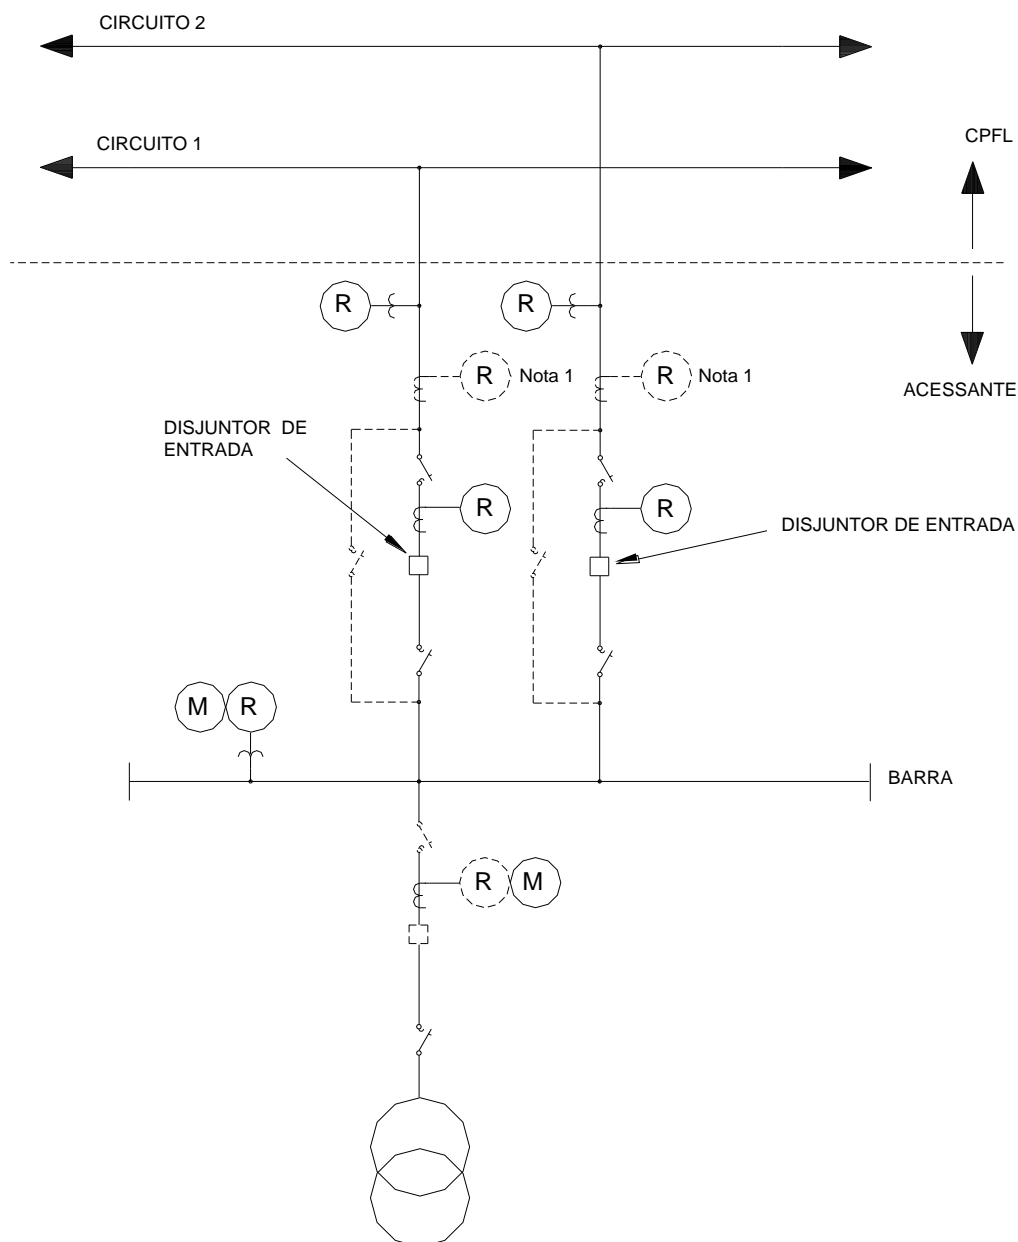 CIRCUITO 2
CIRCUITO 1
CPFL
R
R
R
Nota 1
R
Nota 1
ACESSANTE
DISJUNTOR DE
ENTRADA
R
R
DISJUNTOR DE ENTRADA
M
R
BARRA
R
M